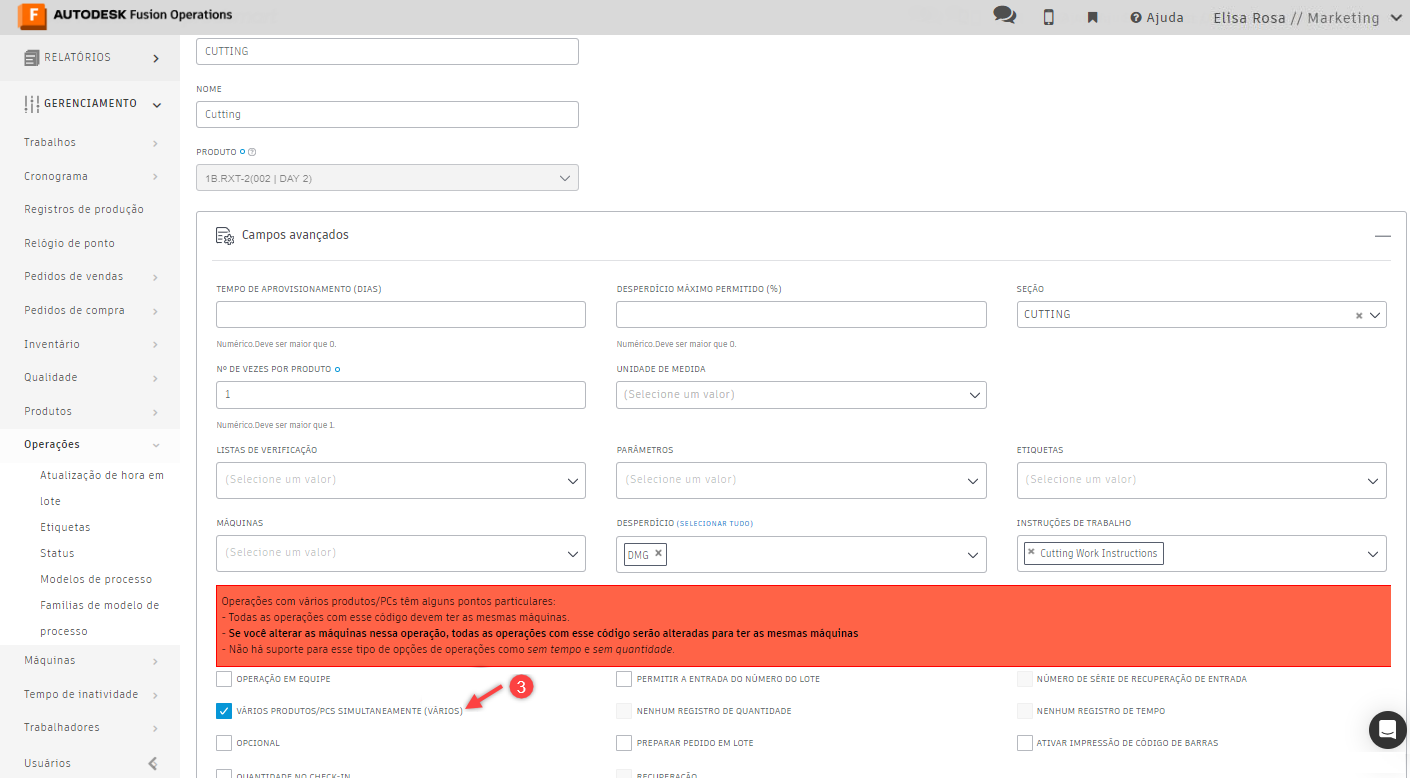 AUTODESK Fusion Operations
Ajuda
Elisa Rosa // Marketing
RELATÓRIOS
GERENCIAMENTO
Trabalhos
Cronograma
Registros de produção
Relógio de ponto
Pedidos de vendas
Pedidos de compra
Inventário
Qualidade
Produtos
Operações
Atualização de hora em
lote
Etiquetas
Status
Modelos de processo
Famílias de modelo de
processo
Máquinas
Tempo de inatividade
Trabalhadores
Usuários
CUTTING
NOME
Cutting
PRODUTO
1B.RXT-2(002 | DAY 2)
Campos avançados
TEMPO DE APROVISIONAMENTO (DIAS)
DESPERDÍCIO MÁXIMO PERMITIDO (%)
SEÇÃO
CUTTING
Numérico.Deve ser maior que 0.
Numérico.Deve ser maior que 0.
Nº DE VEZES POR PRODUTO
UNIDADE DE MEDIDA
1
(Selecione um valor)
Numérico.Deve ser maior que 1.
LISTAS DE VERIFICAÇÃO
PARÂMETROS
ETIQUETAS
(Selecione um valor)
(Selecione um valor)
(Selecione um valor)
MÁQUINAS
DESPERDÍCIO (SELECIONAR TUDO)
INSTRUÇÕES DE TRABALHO
(Selecione um valor)
DMG
Cutting Work Instructions
Operações com vários produtos/PCs têm alguns pontos particulares:
- Todas as operações com esse código devem ter as mesmas máquinas.
- Se você alterar as máquinas nessa operação, todas as operações com esse código serão alteradas para ter as mesmas máquinas
- Não há suporte para esse tipo de opções de operações como sem tempo e sem quantidade.
OPERAÇÃO EM EQUIPE
PERMITIR A ENTRADA DO NÚMERO DO LOTE
NÚMERO DE SÉRIE DE RECUPERAÇÃO DE ENTRADA
VÁRIOS PRODUTOS/PCS SIMULTANEAMENTE (VÁRIOS)
3
NENHUM REGISTRO DE QUANTIDADE
NENHUM REGISTRO DE TEMPO
OPCIONAL
PREPARAR PEDIDO EM LOTE
ATIVAR IMPRESSÃO DE CÓDIGO DE BARRAS
QUANTIDADE NO CHECK-IN
RECUPERAÇÃO